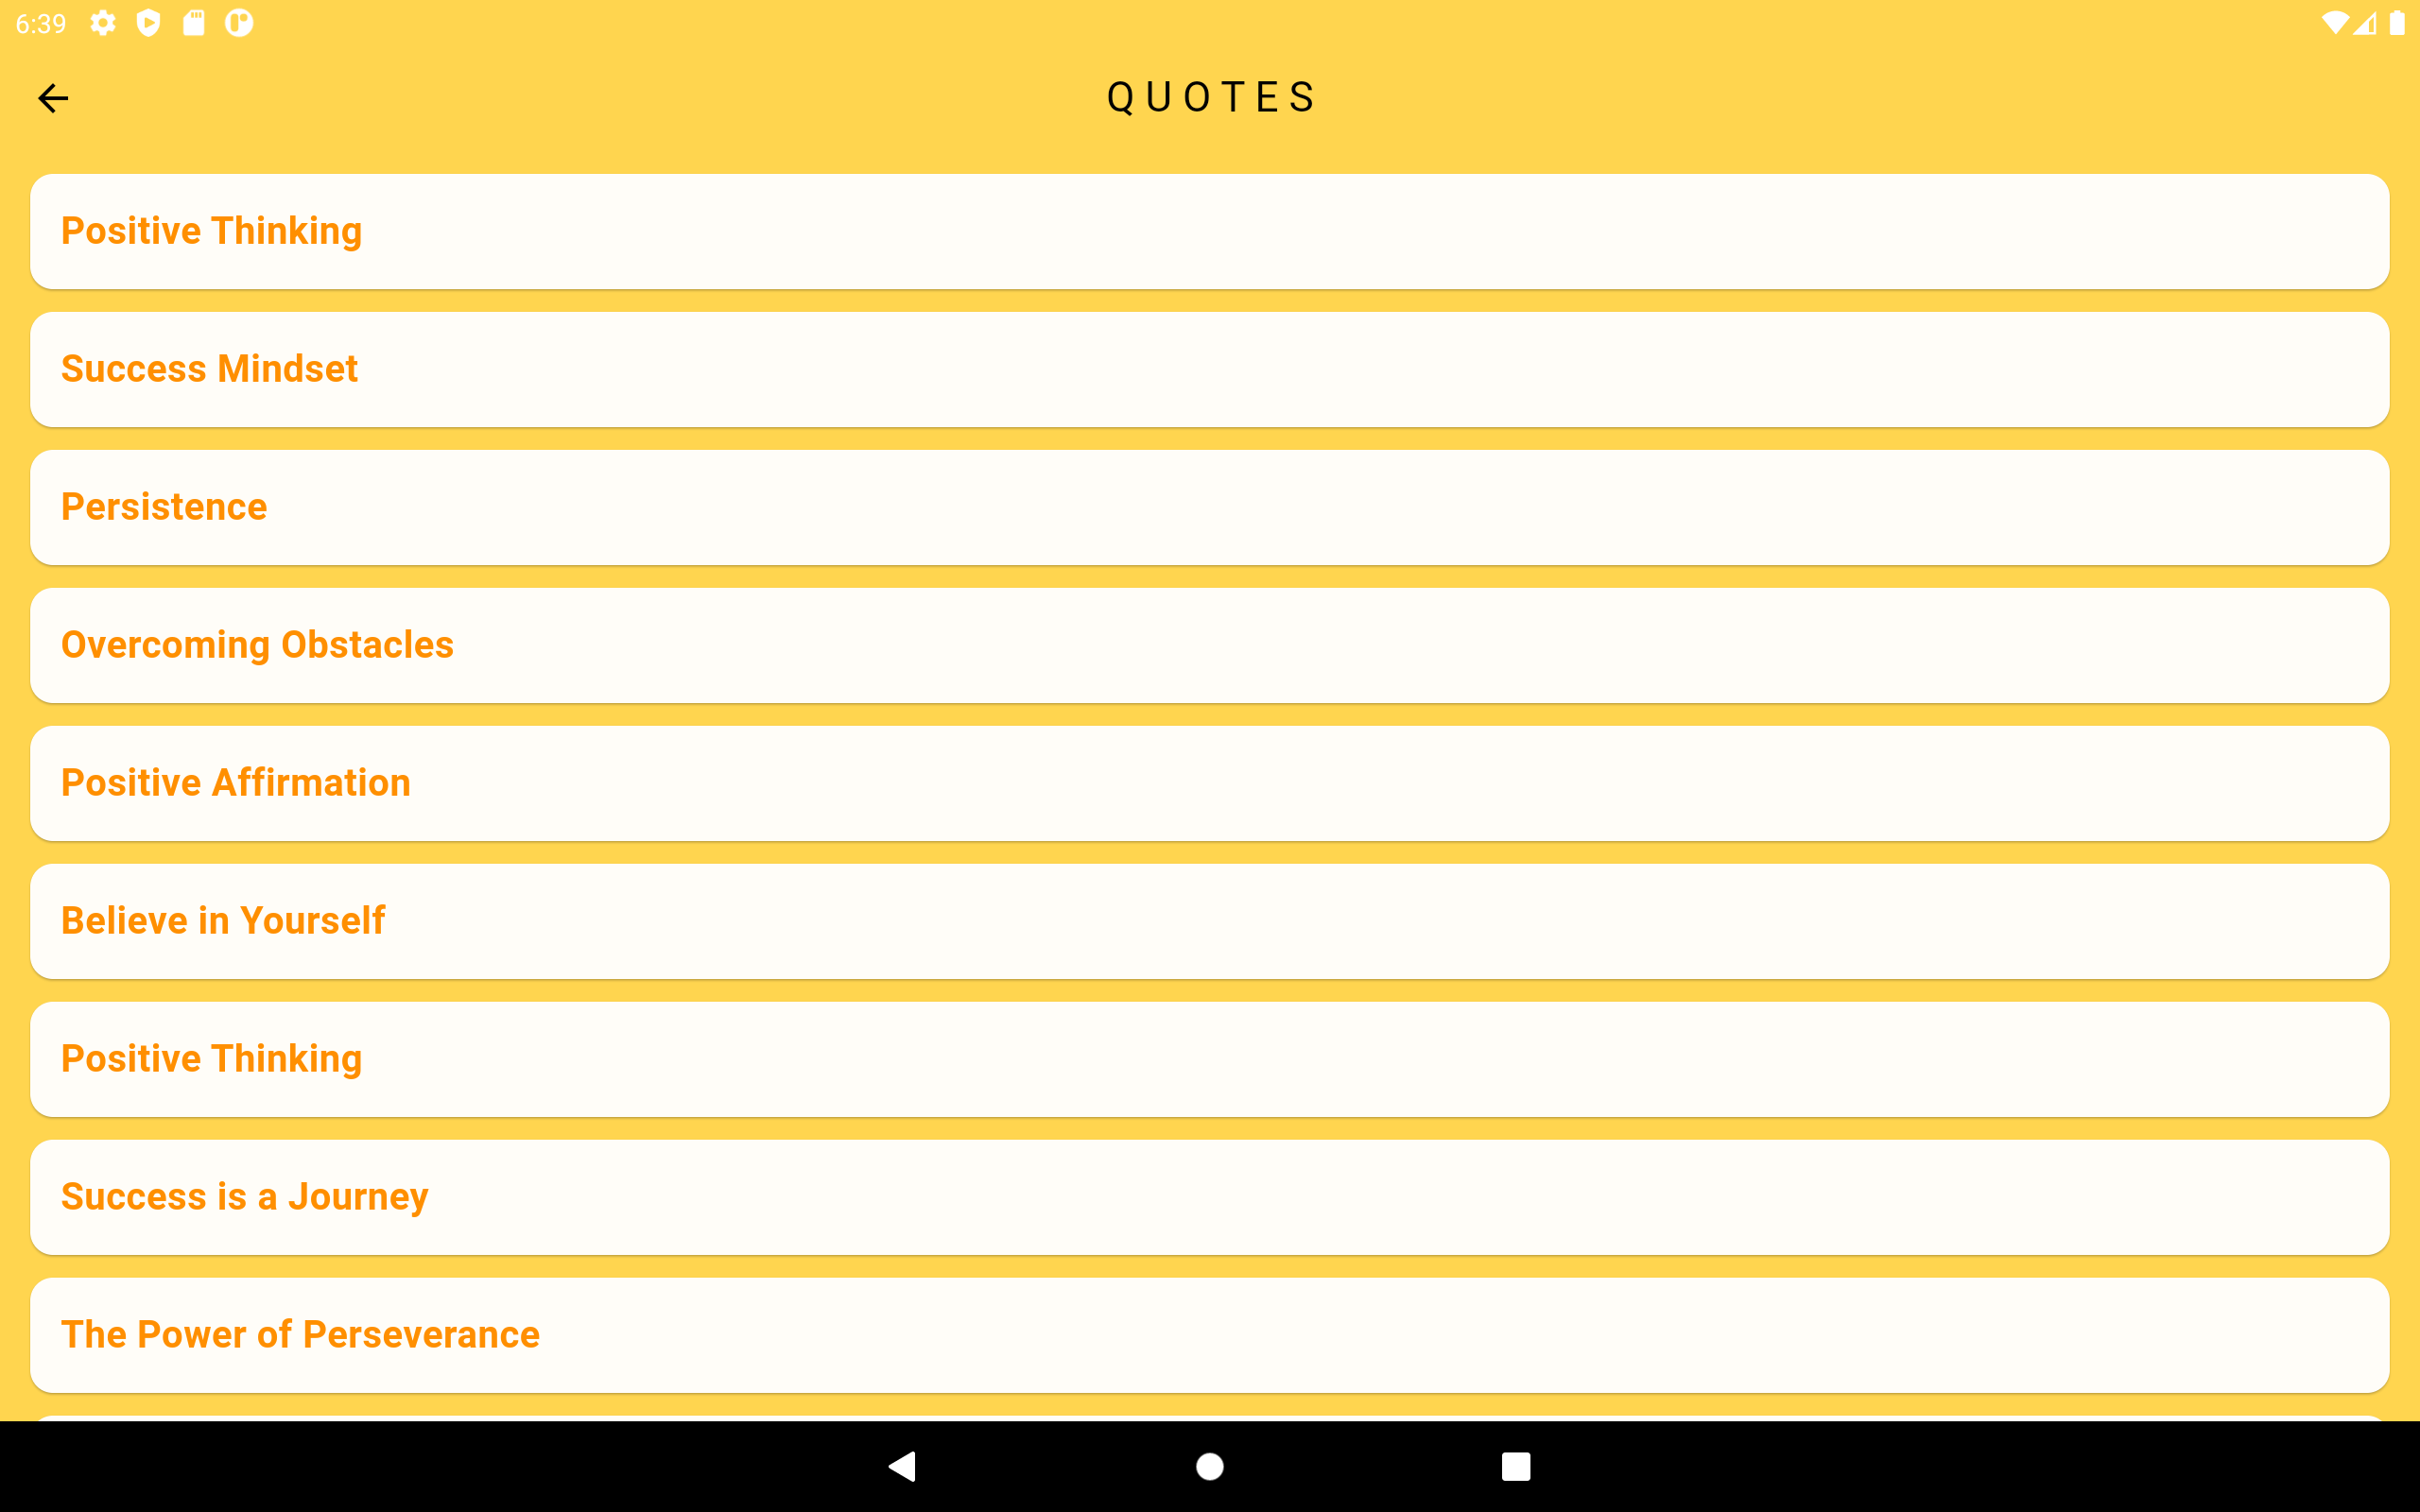 6:39
QUOTES
Positive Thinking
Success Mindset
Persistence
Overcoming Obstacles
Positive Affirmation
Believe in Yourself
Positive Thinking
Success is a Journey
The Power of Perseverance